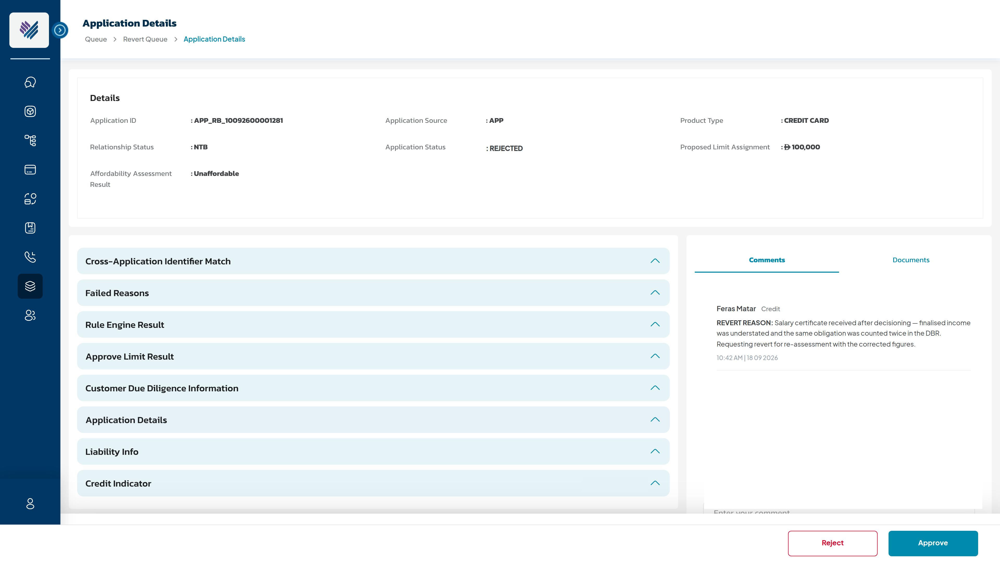 Application Details
Queue > Revert Queue > Application Details
Details
Application ID : APP_RB_10092600001281 Application Source : APP Product Type : CREDIT CARD
Relationship Status : NTB Application Status : REJECTED Proposed Limit Assignment : 100,000
Affordability Assessment : Unaffordable
Result
Cross-Application Identifier Match
Failed Reasons
Rule Engine Result
Approve Limit Result
Customer Due Diligence Information
Application Details
Liability Info
Credit Indicator
Comments Documents
Feras Matar Credit
REVERT REASON: Salary certificate received after decisioning — finalised income
was understated and the same obligation was counted twice in the DBR.
Requesting revert for re-assessment with the corrected figures.
10:42 AM | 18 09 2026
Enter your comment
Reject Approve